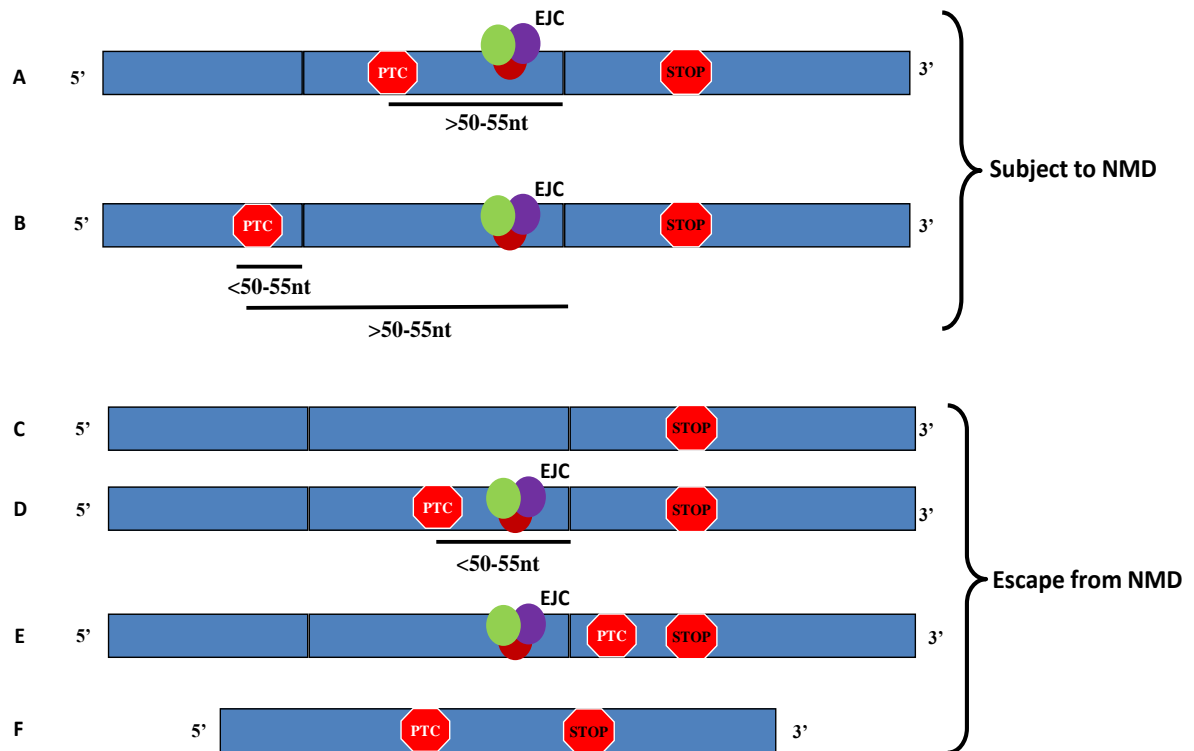 EJC
A 5’ PTC STOP 3’
>50-55nt
Subject to NMD
EJC
B 5’ PTC STOP 3’
<50-55nt
>50-55nt
C 5’ STOP 3’
EJC
D 5’ PTC STOP 3’
<50-55nt
Escape from NMD
EJC
E 5’ PTC STOP 3’
F 5’ PTC STOP 3’